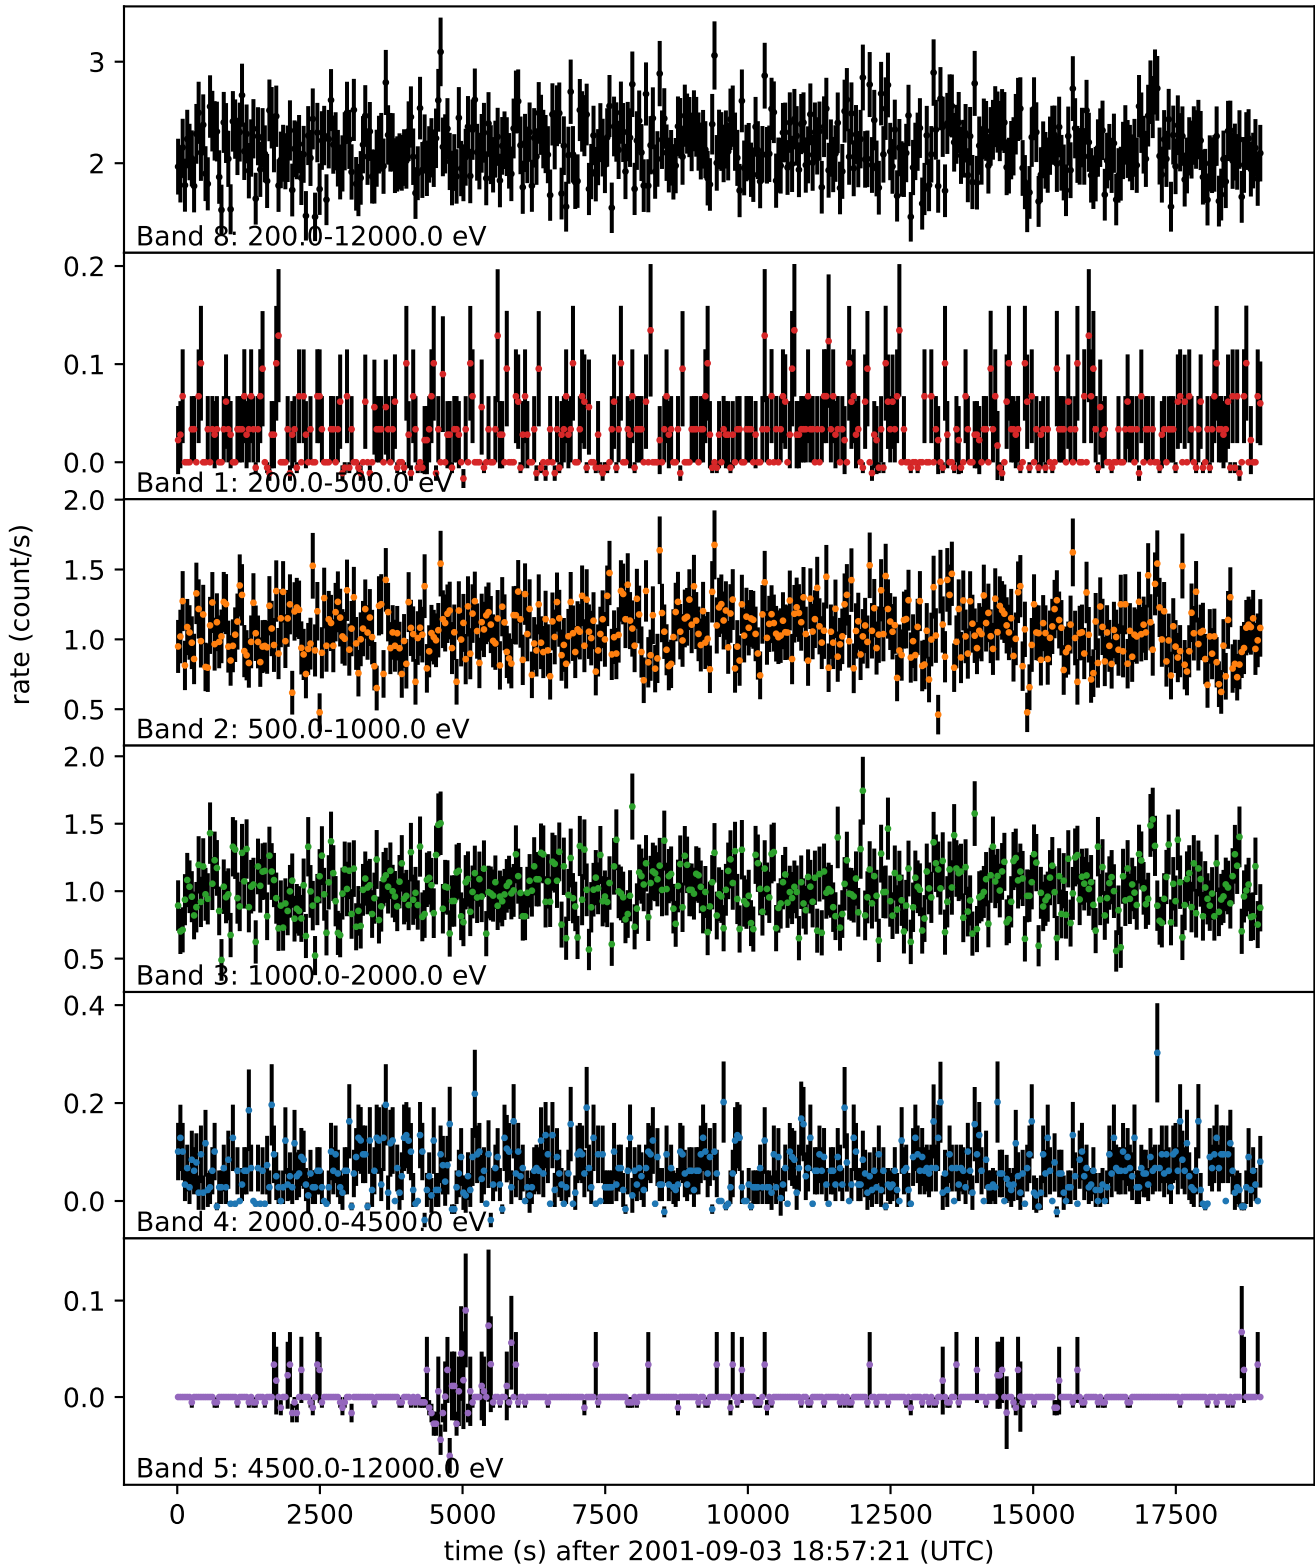 3
2
Band 8: 200.0-12000.0 eV
0.2
0.1
0.0
Band 1: 200.0-500.0 eV
2.0
1.5
1.0
0.5
Band 2: 500.0-1000.0 eV
rate (count/s)
2.0
1.5
1.0
0.5
Band 3: 1000.0-2000.0 eV
0.4
0.2
0.0
Band 4: 2000.0-4500.0 eV
0.1
0.0
Band 5: 4500.0-12000.0 eV
0 2500 5000 7500 10000 12500 15000 17500
time (s) after 2001-09-03 18:57:21 (UTC)